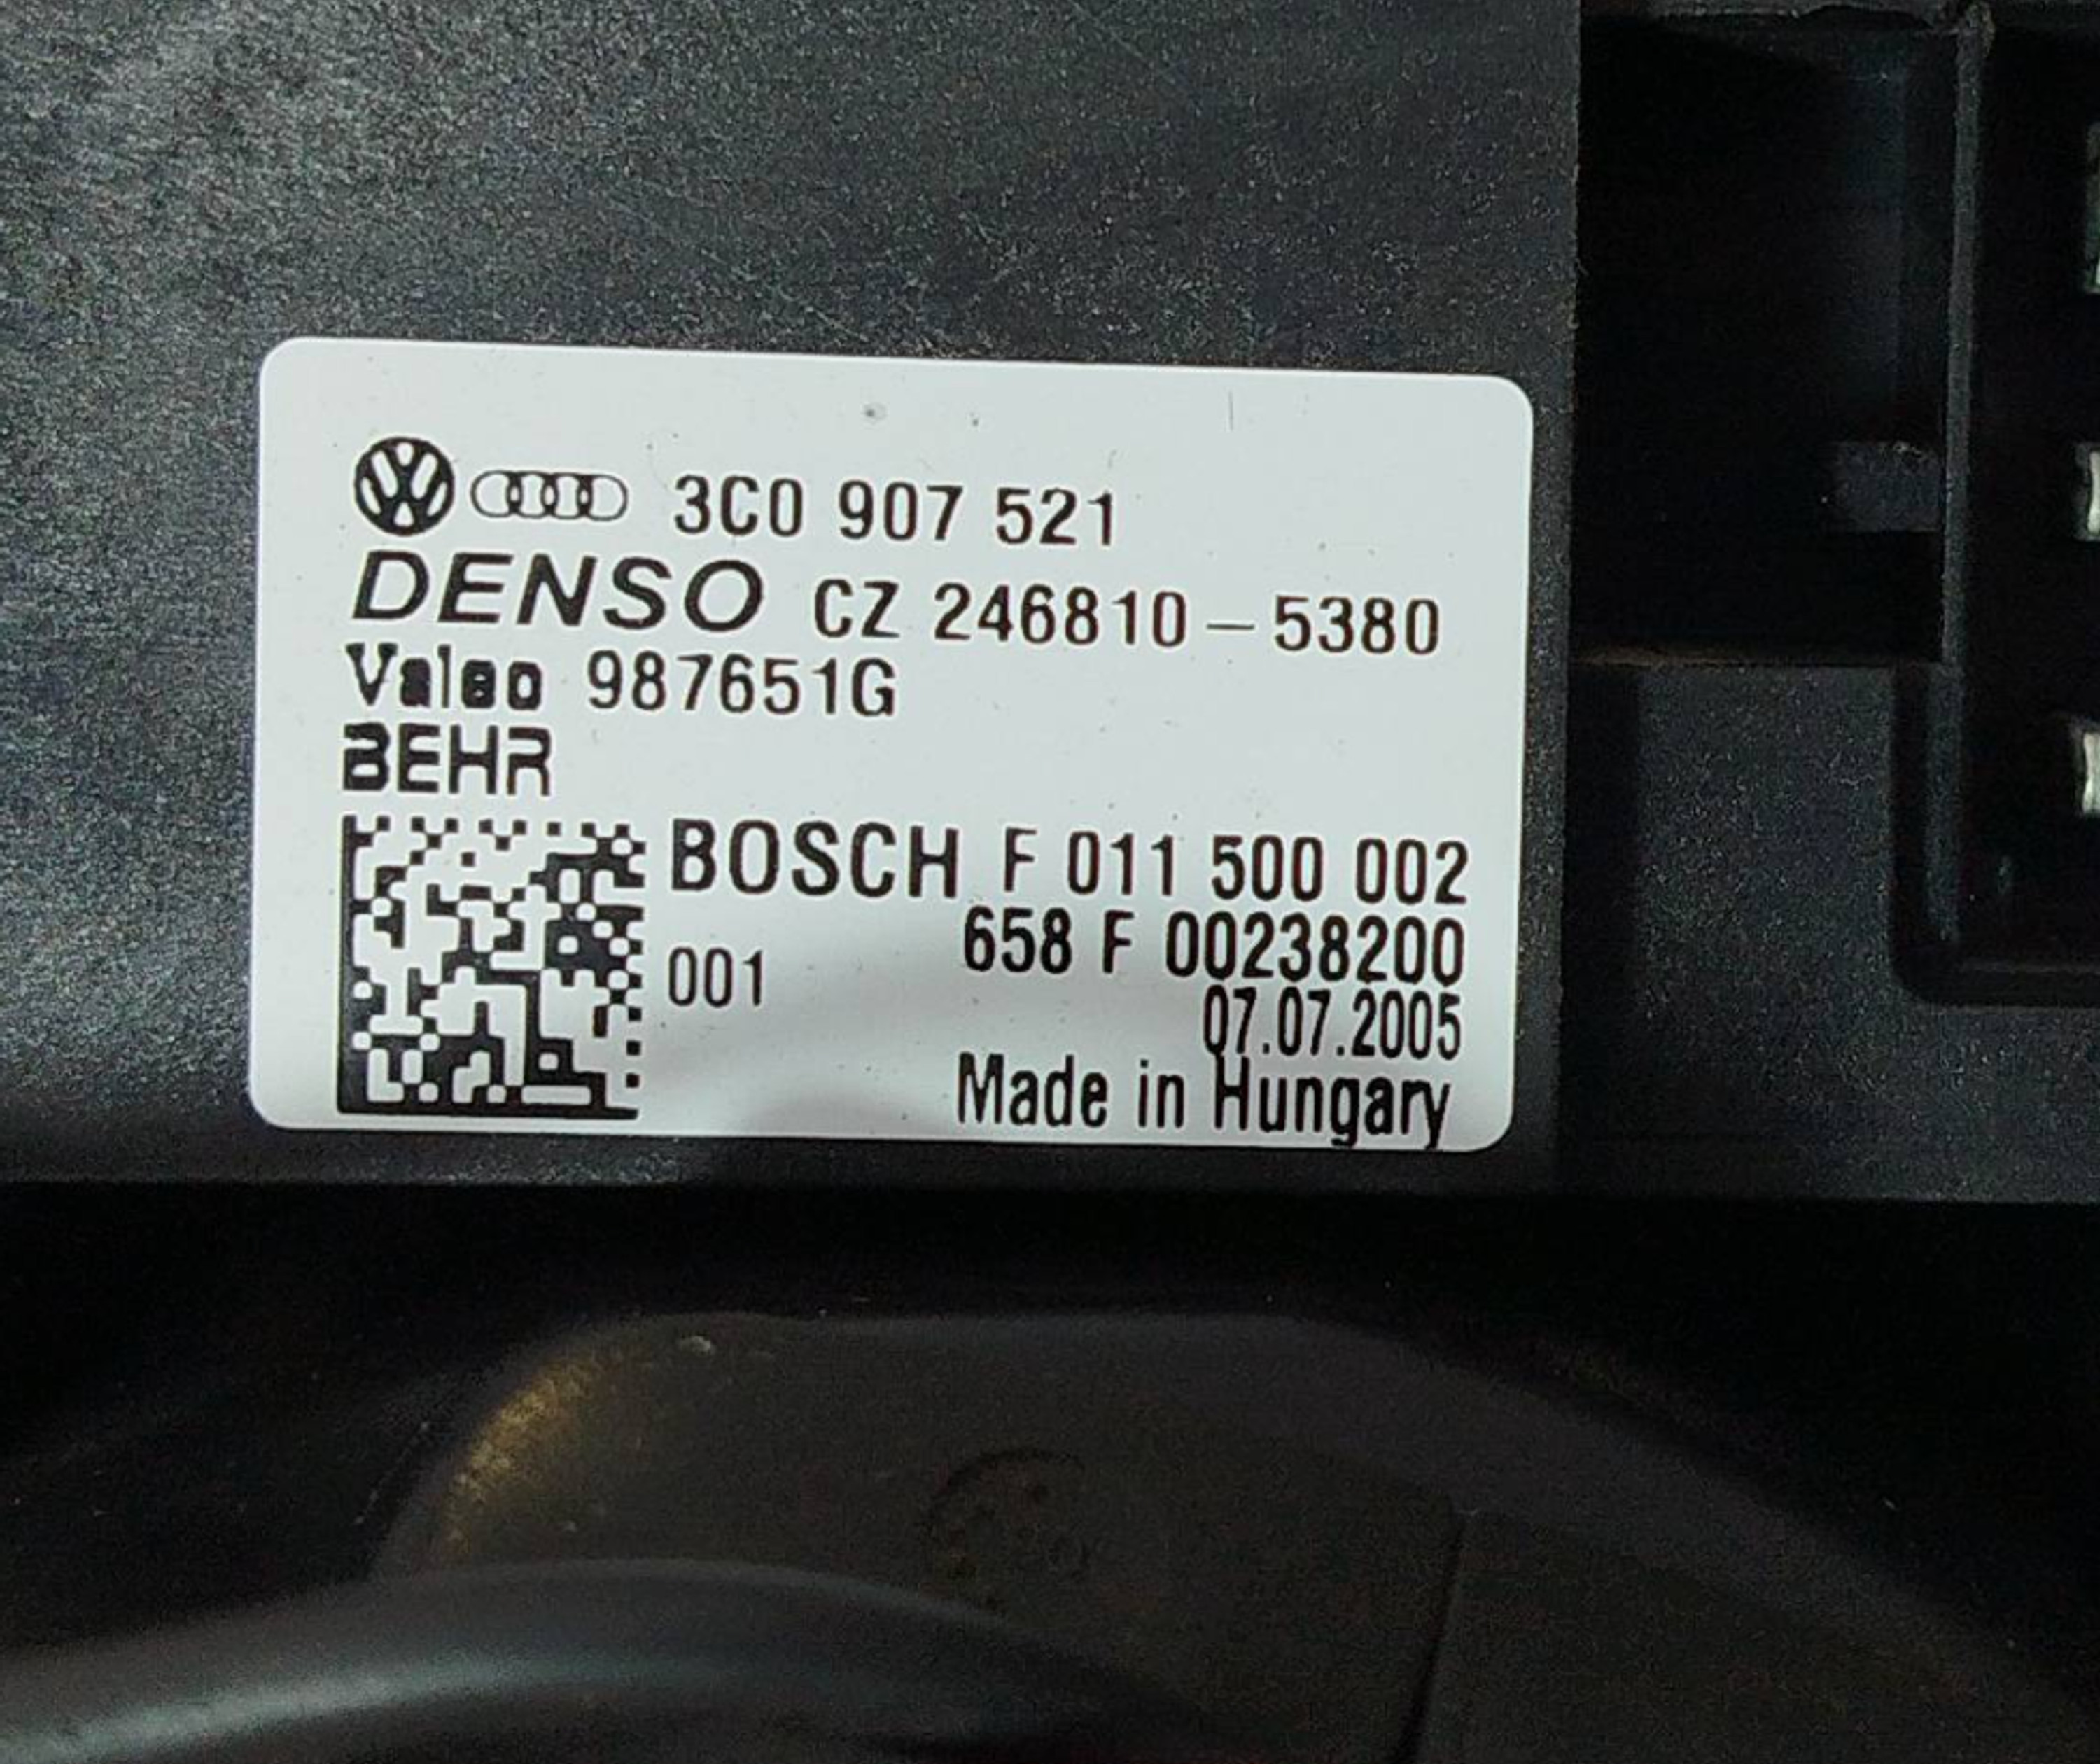 3C0 907 521
DENSO CZ 246810-5380
Valeo 987651G
BEHR
BOSCH F 011 500 002
658 F 00238200
001
07.07.2005
Made in Hungary